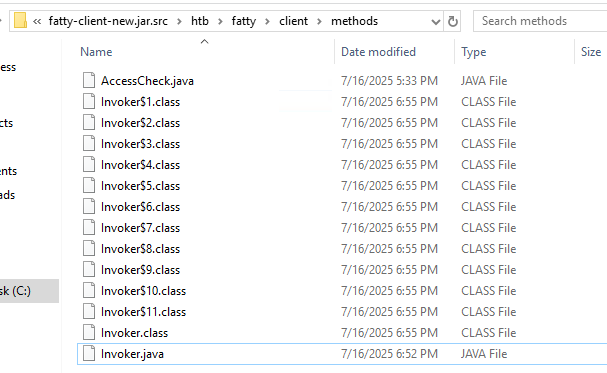 « fatty-client-new.jar.src › htb › fatty › client › methods Search methods
Name Date modified Type Size
AccessCheck.java 7/16/2025 5:33 PM JAVA File
Invoker$1.class 7/16/2025 6:55 PM CLASS File
Invoker$2.class 7/16/2025 6:55 PM CLASS File
Invoker$3.class 7/16/2025 6:55 PM CLASS File
Invoker$4.class 7/16/2025 6:55 PM CLASS File
Invoker$5.class 7/16/2025 6:55 PM CLASS File
Invoker$6.class 7/16/2025 6:55 PM CLASS File
Invoker$7.class 7/16/2025 6:55 PM CLASS File
Invoker$8.class 7/16/2025 6:55 PM CLASS File
Invoker$9.class 7/16/2025 6:55 PM CLASS File
sk (C:) Invoker$10.class 7/16/2025 6:55 PM CLASS File
Invoker$11.class 7/16/2025 6:55 PM CLASS File
Invoker.class 7/16/2025 6:55 PM CLASS File
Invoker.java 7/16/2025 6:52 PM JAVA File